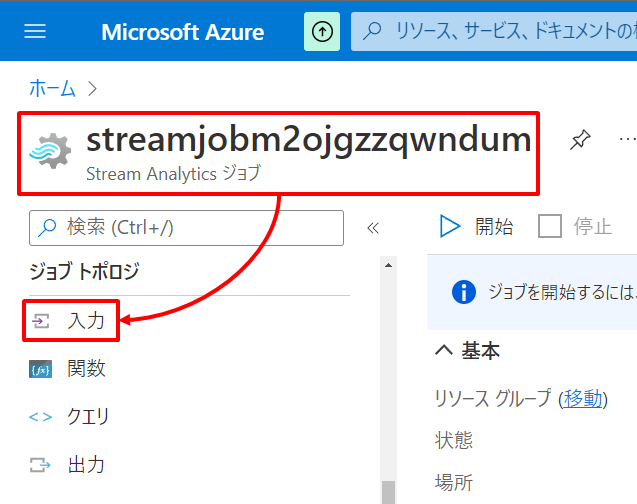 Microsoft Azure
リソース、サービス、ドキュメントの
ホーム
streamjobm2ojgzzqwndum
Stream Analytics ジョブ
検索 (Ctrl+/)
開始
停止
ジョブ トポロジ
ジョブを開始するには、
入力
基本
関数
リソース グループ (移動)
クエリ
状態
出力
場所